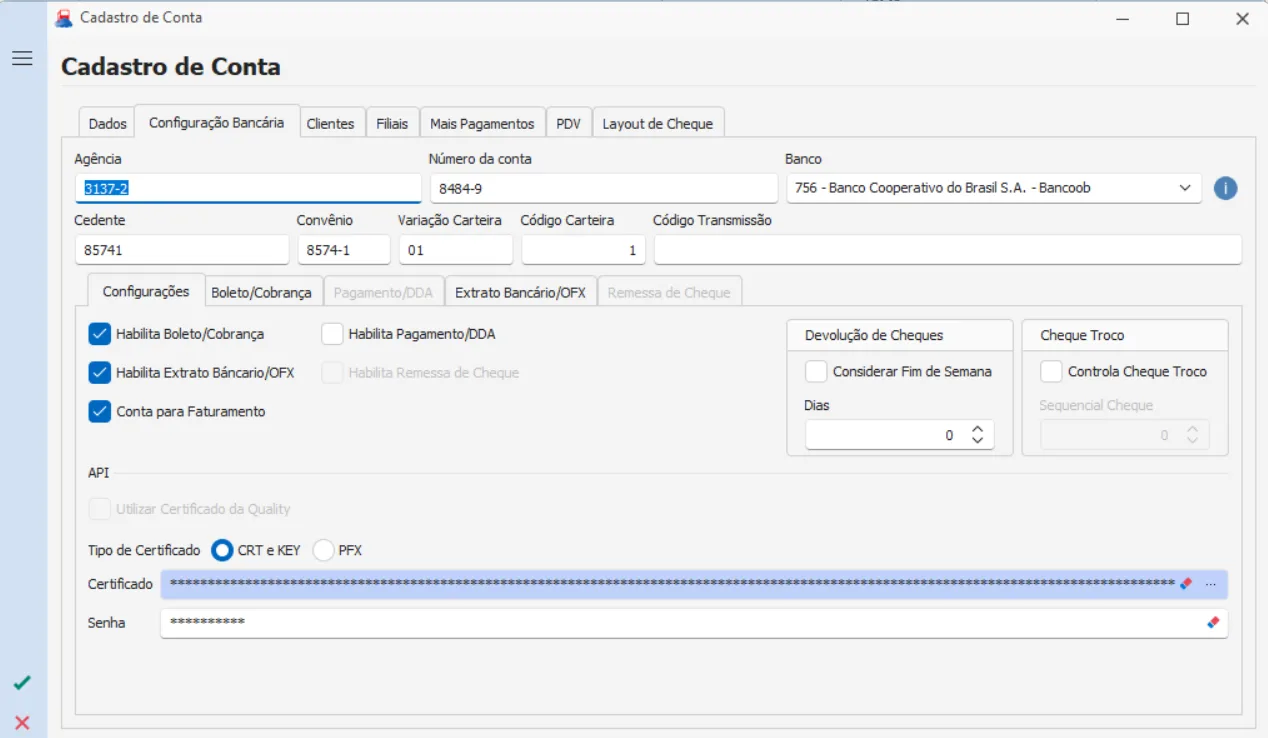 Cadastro de Conta
Cadastro de Conta
Dados Configuração Bancária Clientes Filiais Mais Pagamentos PDV Layout de Cheque
Agência Número da conta Banco
3137-2 8484-9 756 - Banco Cooperativo do Brasil S.A. - Bancoob i
Cedente Convênio Variação Carteira Código Carteira Código Transmissão
85741 8574-1 01 1
Configurações Boleto/Cobrança Pagamento/DDA Extrato Bancário/OFX Remessa de Cheque
Habilita Boleto/Cobrança Habilita Pagamento/DDA Devolução de Cheques Cheque Troco
Habilita Extrato Báncario/OFX Habilita Remessa de Cheque Considerar Fim de Semana Controla Cheque Troco
Conta para Faturamento Dias Sequencial Cheque
0 0
API
Utilizar Certificado da Quality
Tipo de Certificado CRT e KEY PFX
Certificado ...
Senha **********